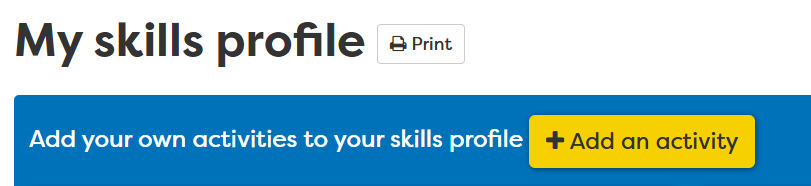 My skills profile Print
Add your own activities to your skills profile + Add an activity